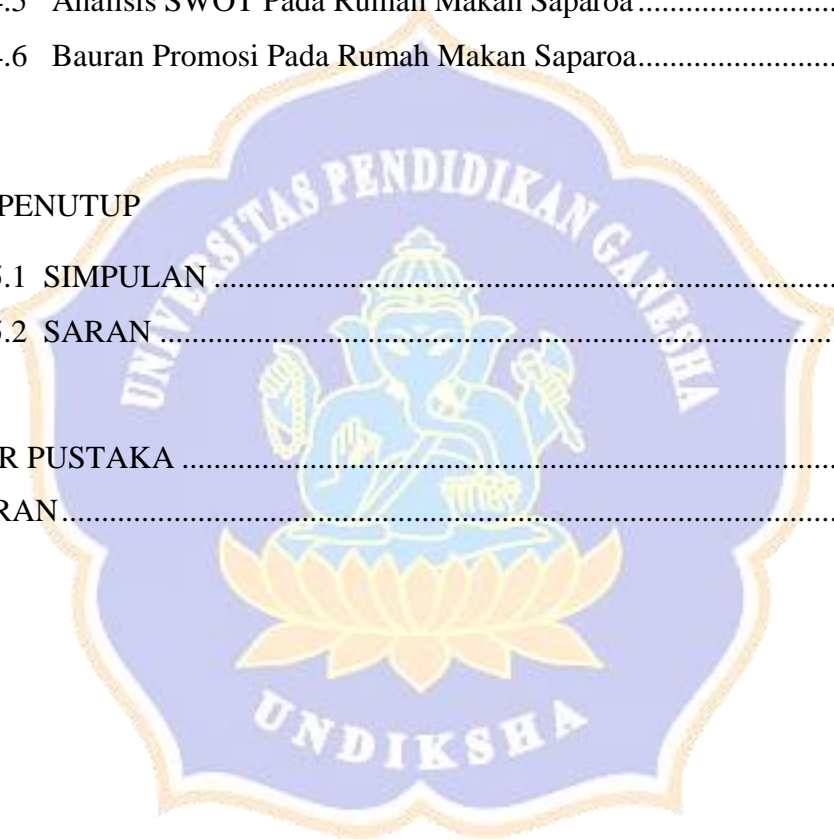 4.5 Analisis SWOT Pada Rumah Makan Saparoa
4.6 Bauran Promosi Pada Rumah Makan Saparoa
PENUTUP
5.1 SIMPULAN
5.2 SARAN
R PUSTAKA
RAN
UNIVERSITAS PENDIDIKAN GANESHA
UNDIKSHA